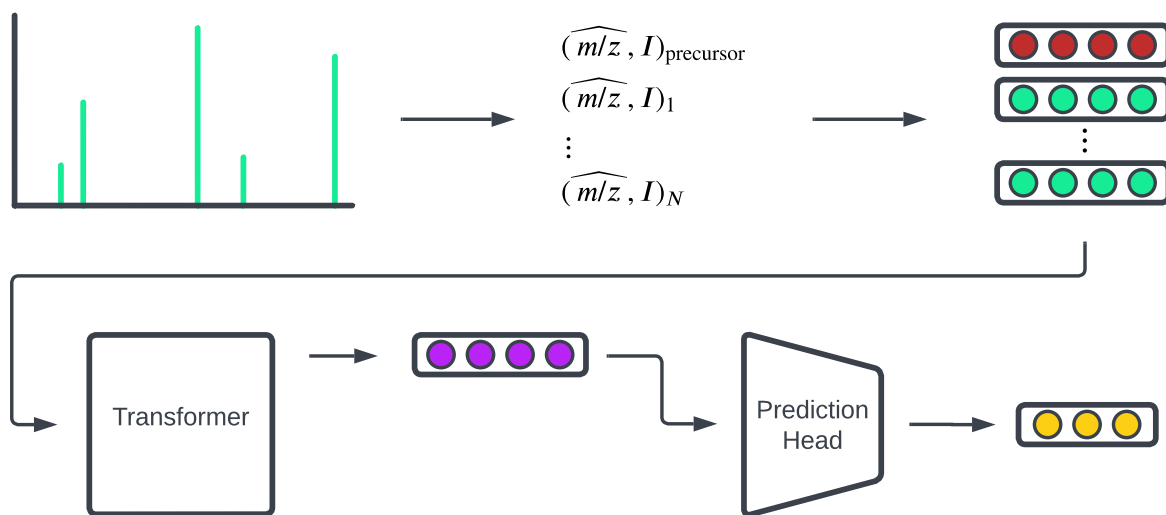 (m/z, I)precursor
(m/z, I)1
⋮
(m/z, I)N
⋮
Transformer
Prediction
Head